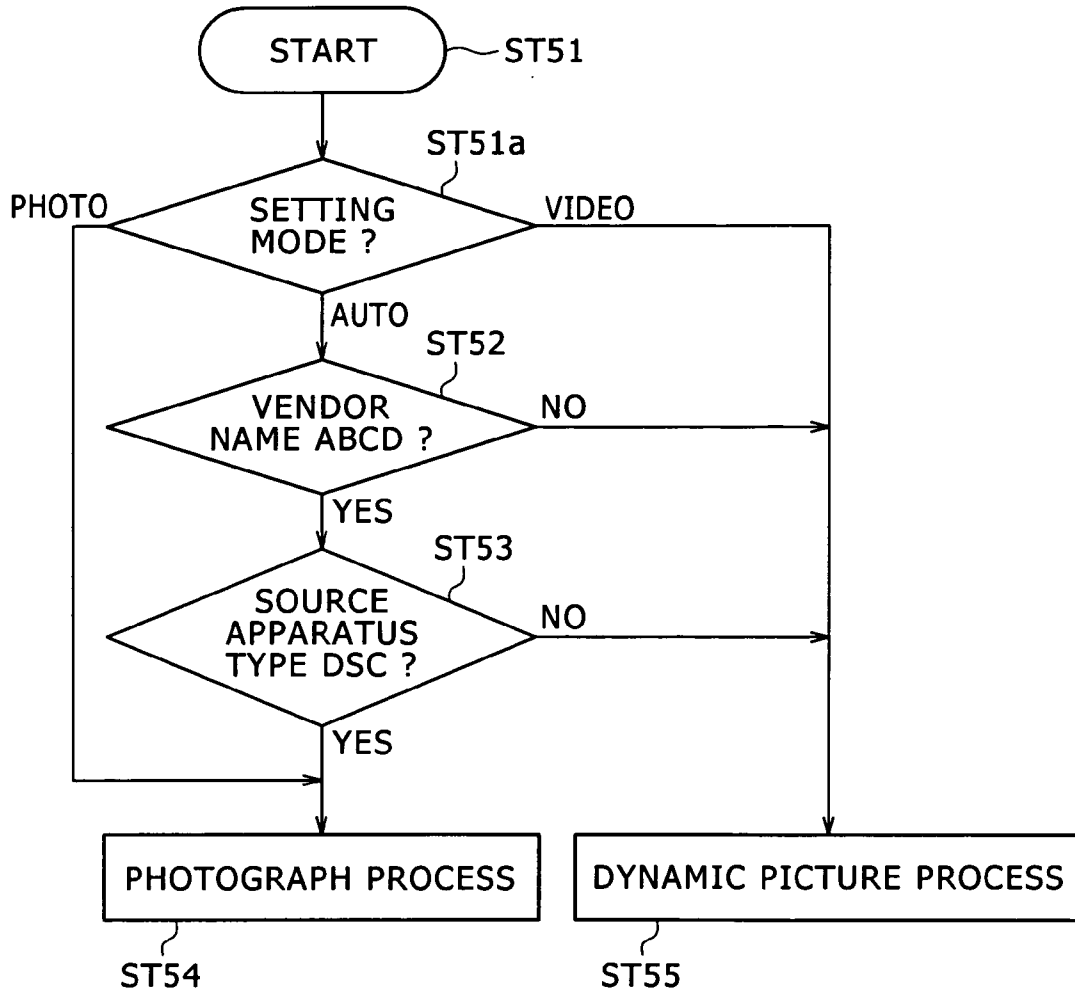 START
ST51
ST51a
PHOTO
SETTING
MODE ?
VIDEO
AUTO
ST52
VENDOR
NAME ABCD ?
NO
YES
ST53
SOURCE
APPARATUS
TYPE DSC ?
NO
YES
PHOTOGRAPH PROCESS
DYNAMIC PICTURE PROCESS
ST54
ST55